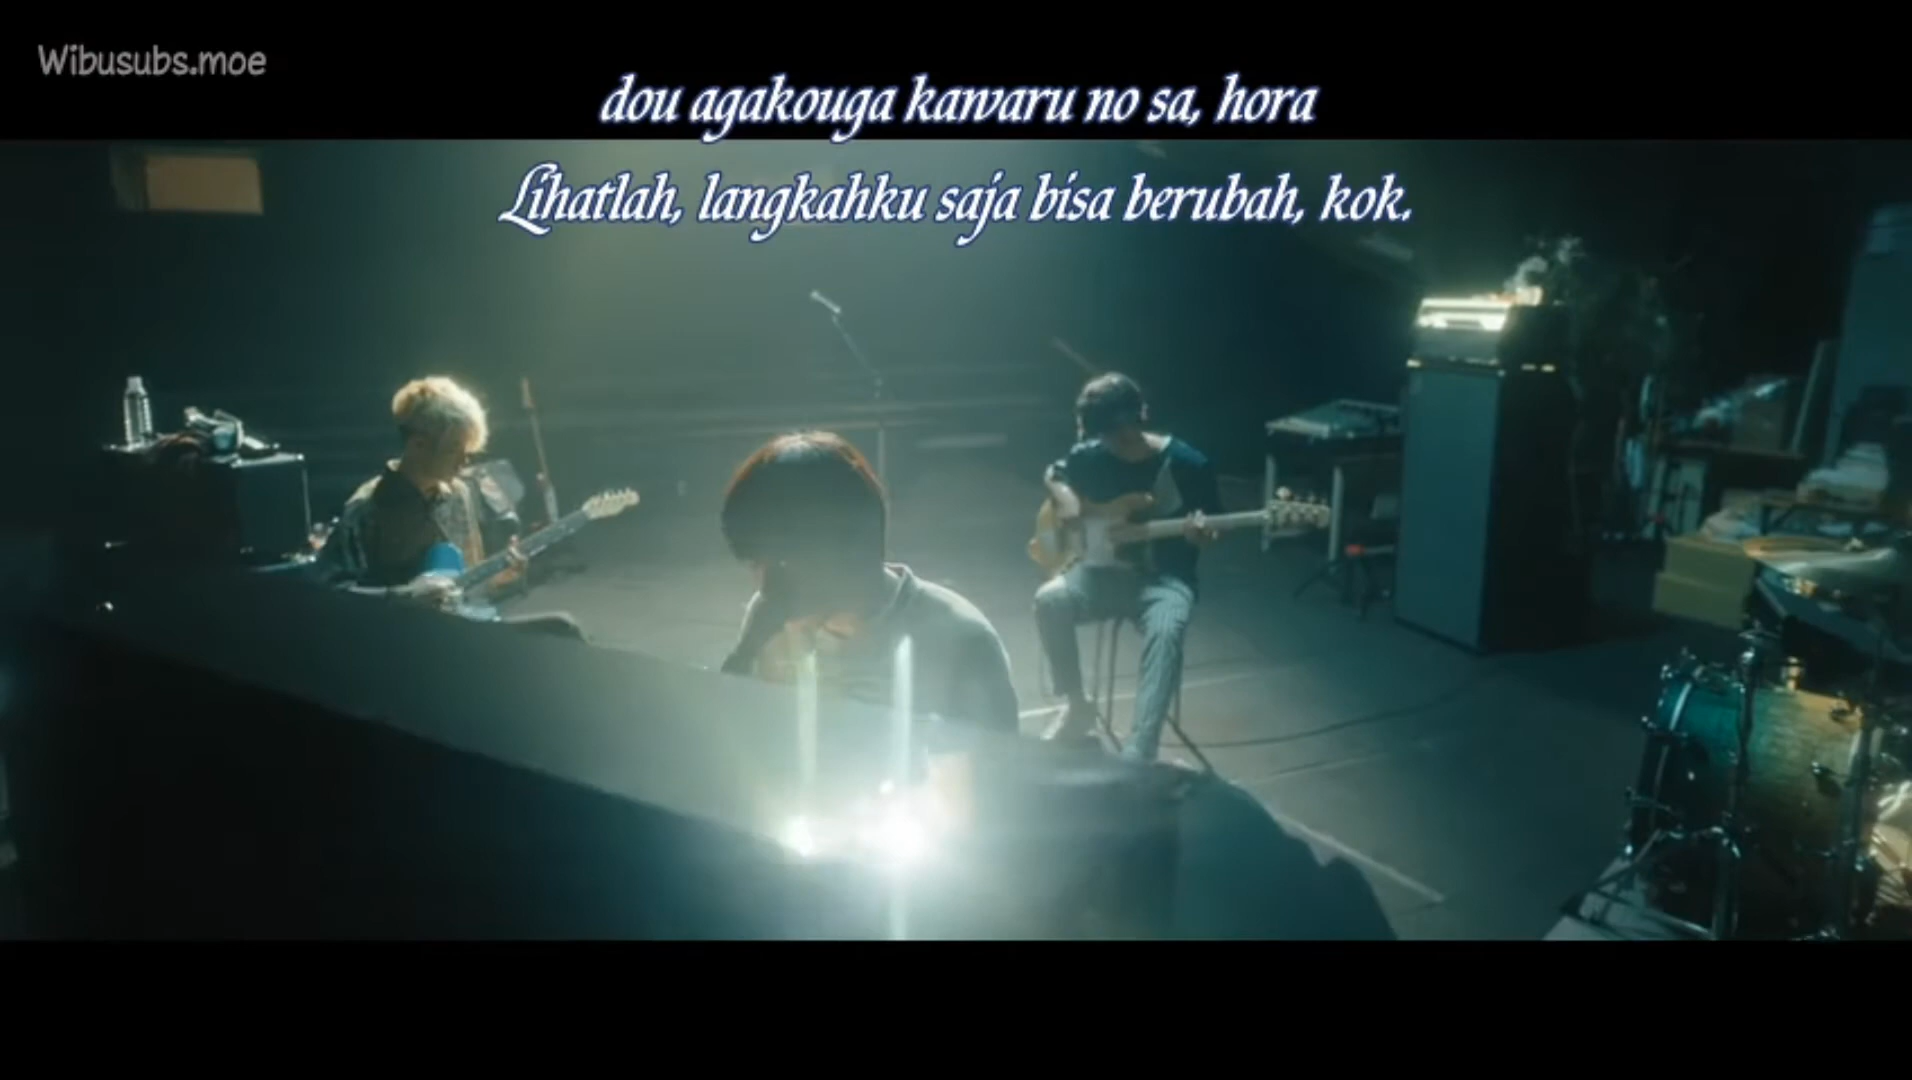 Wibusubs.moe
dou agakouga kawaru no sa, hora
Lihatlah, langkahku saja bisa berubah, kok.